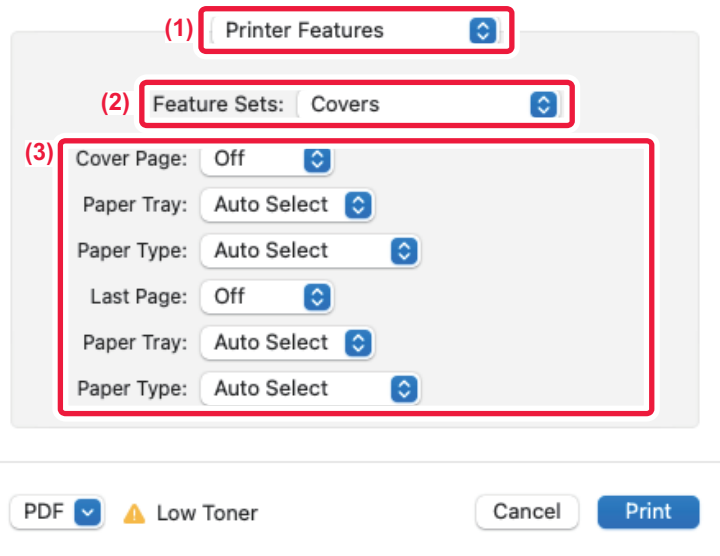 (1) Printer Features
(2) Feature Sets: Covers
(3)
Cover Page: Off
Paper Tray: Auto Select
Paper Type: Auto Select
Last Page: Off
Paper Tray: Auto Select
Paper Type: Auto Select
PDF Low Toner Cancel Print